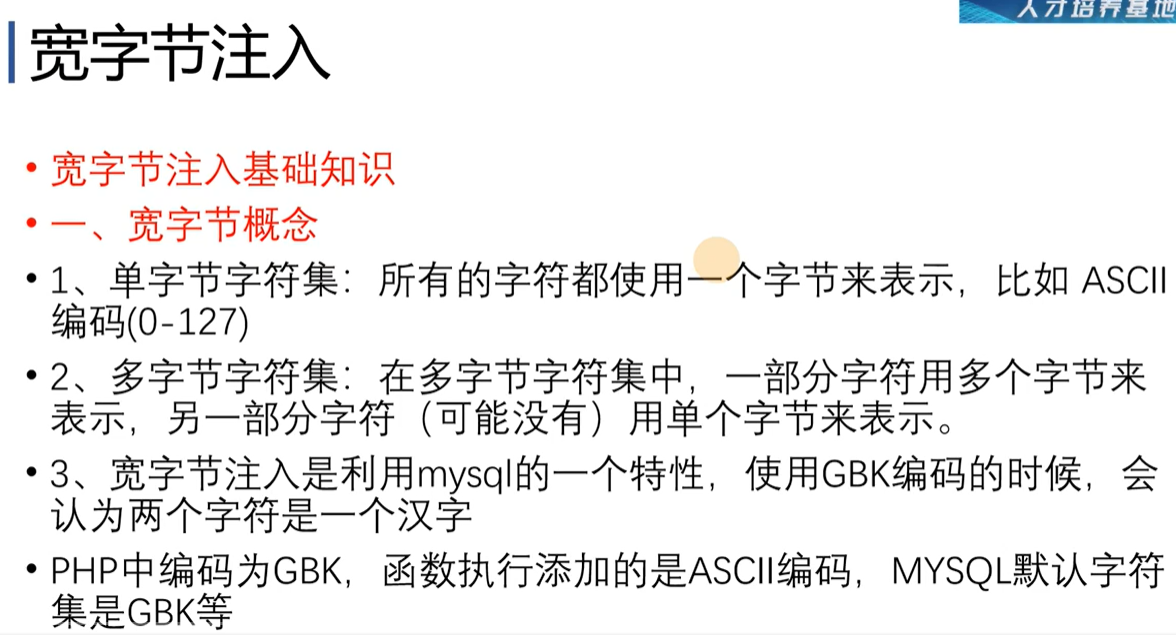 人才培养基地
宽字节注入
• 宽字节注入基础知识
• 一、宽字节概念
• 1、单字节字符集：所有的字符都使用一个字节来表示，比如 ASCII
编码(0-127)
• 2、多字节字符集：在多字节字符集中，一部分字符用多个字节来
表示，另一部分字符（可能没有）用单个字节来表示。
• 3、宽字节注入是利用mysql的一个特性，使用GBK编码的时候，会
认为两个字符是一个汉字
• PHP中编码为GBK，函数执行添加的是ASCII编码，MYSQL默认字符
集是GBK等